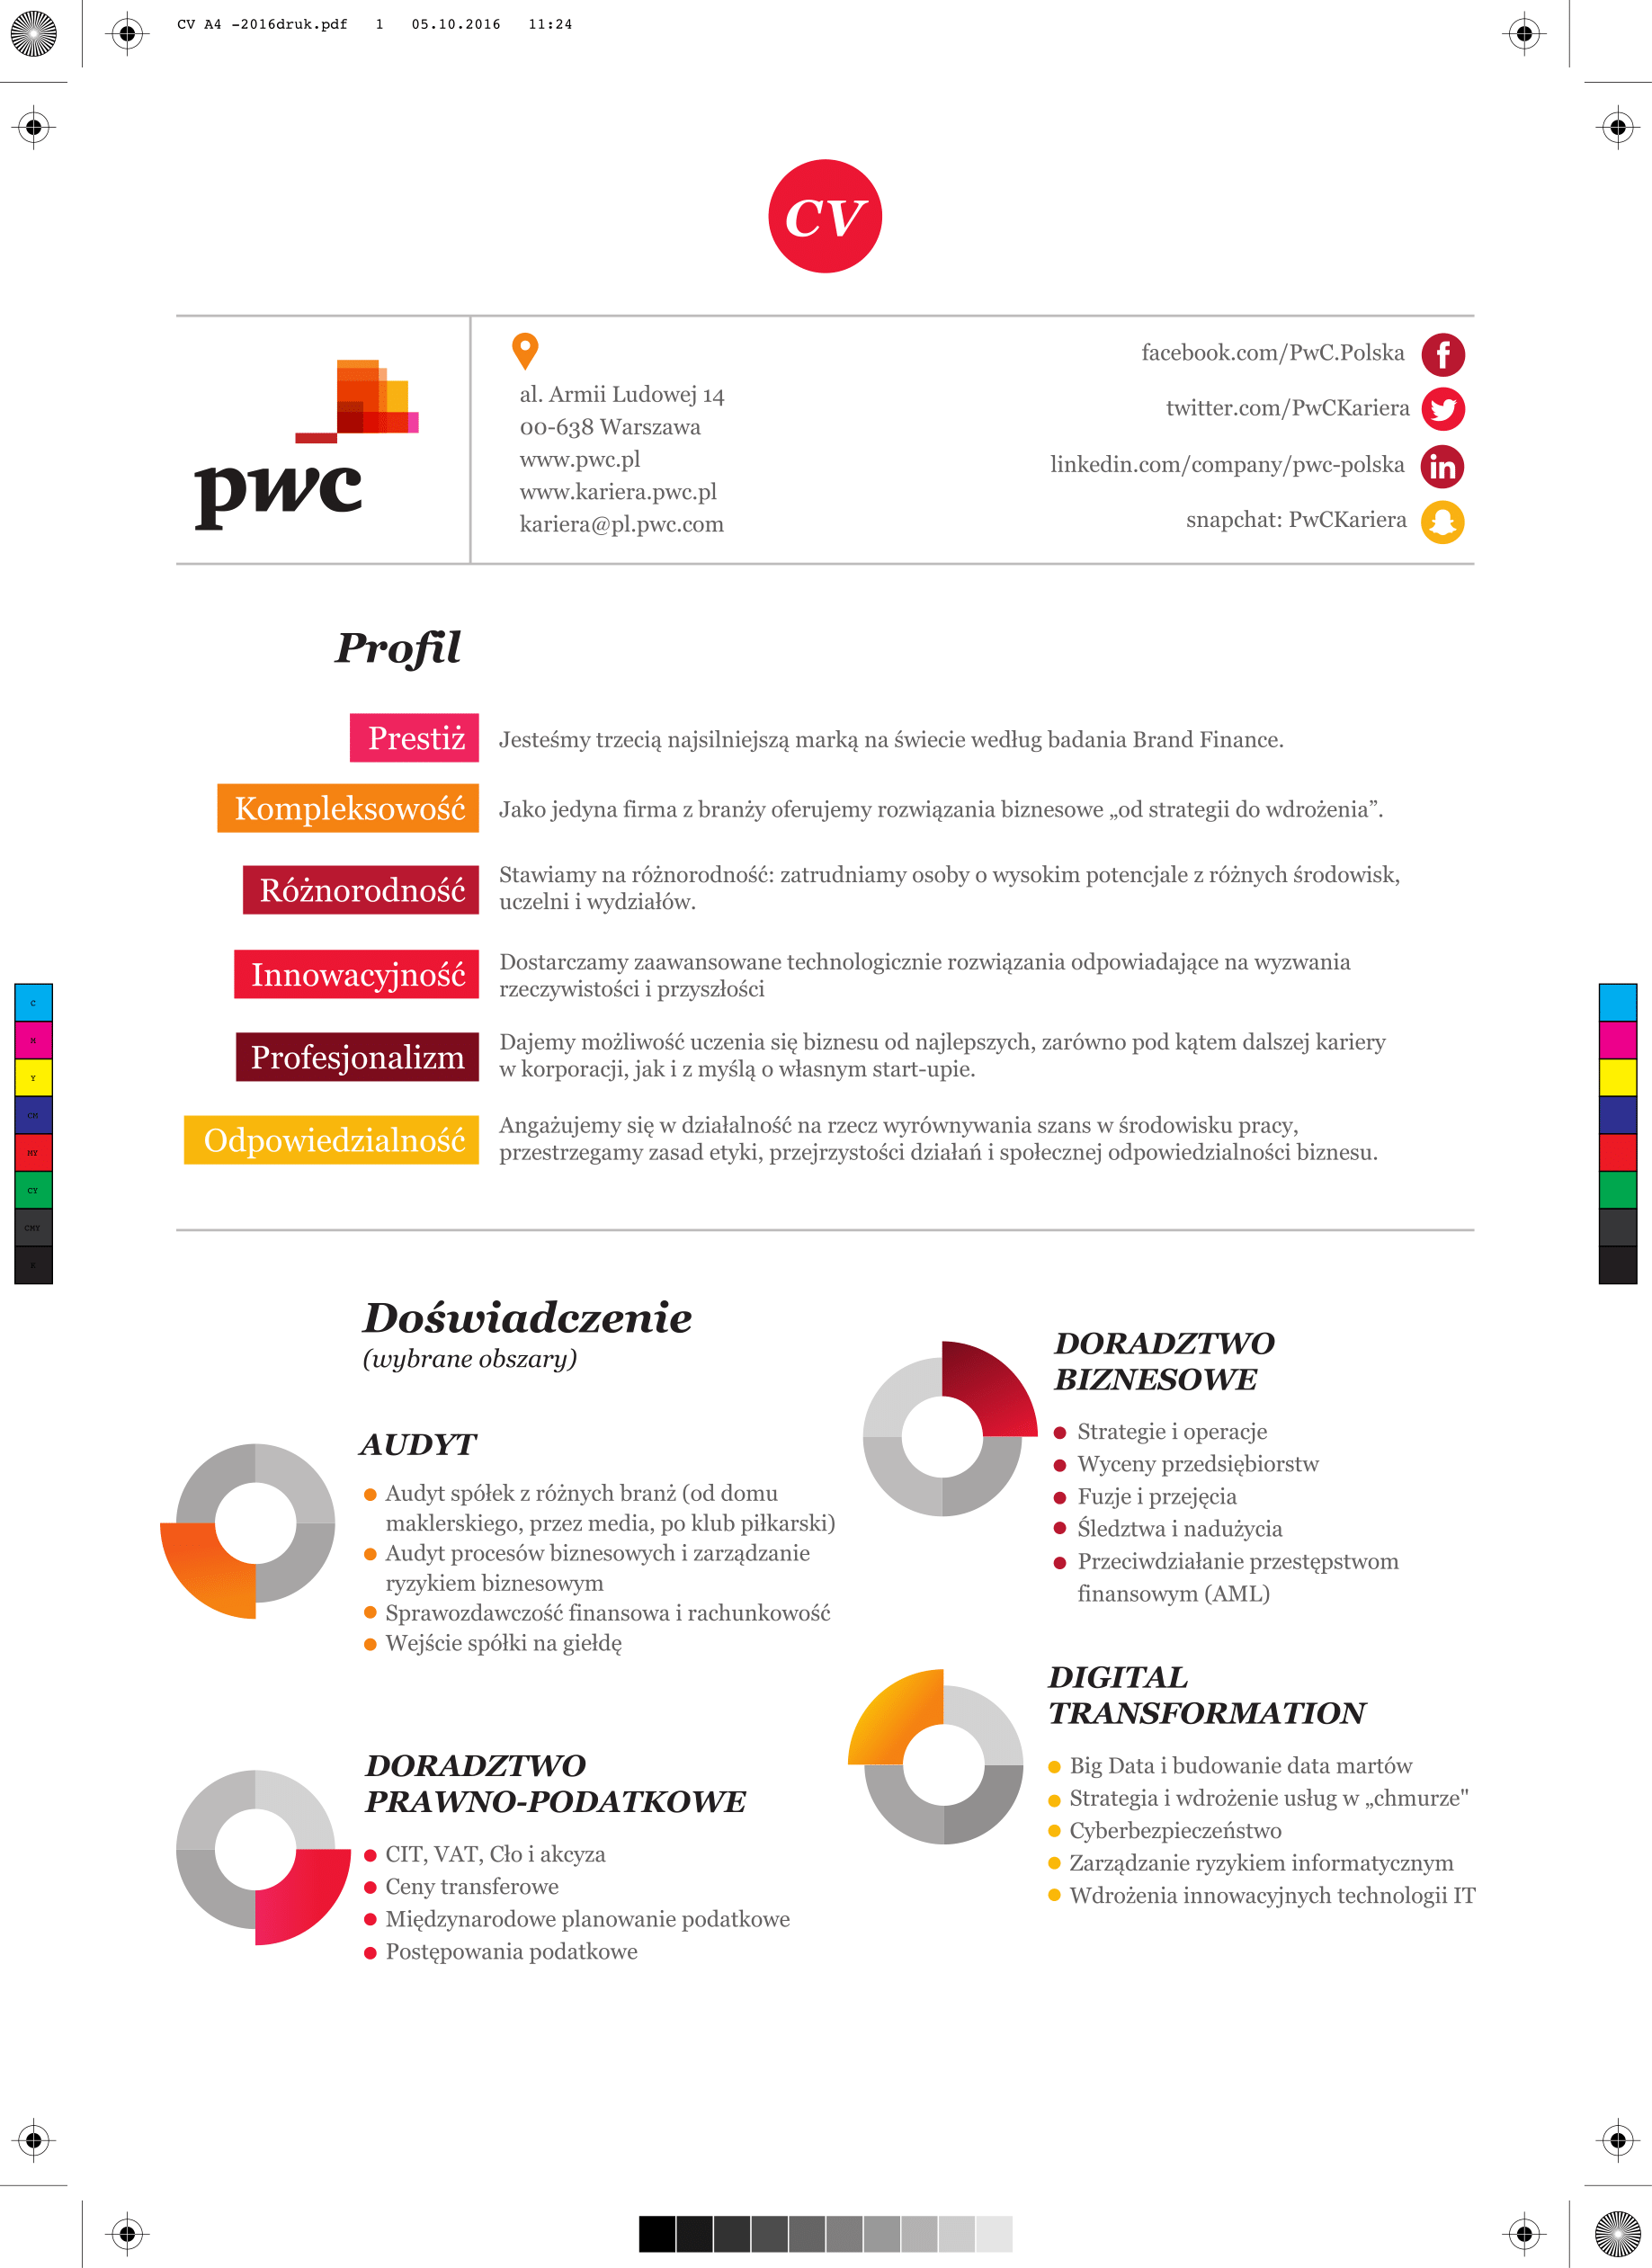 CV A4 -2016druk.pdf 1 05.10.2016 11:24
CV
pwc
al. Armii Ludowej 14
00-638 Warszawa
www.pwc.pl
www.kariera.pwc.pl
kariera@pl.pwc.com
facebook.com/PwC.Polska
twitter.com/PwCKariera
linkedin.com/company/pwc-polska
snapchat: PwCKariera
Profil
Prestiż
Jesteśmy trzecią najsilniejszą marką na świecie według badania Brand Finance.
Kompleksowość
Jako jedyna firma z branży oferujemy rozwiązania biznesowe „od strategii do wdrożenia”.
Różnorodność
Stawiamy na różnorodność: zatrudniamy osoby o wysokim potencjale z różnych środowisk,
uczelni i wydziałów.
Innowacyjność
Dostarczamy zaawansowane technologicznie rozwiązania odpowiadające na wyzwania
rzeczywistości i przyszłości
Profesjonalizm
Dajemy możliwość uczenia się biznesu od najlepszych, zarówno pod kątem dalszej kariery
w korporacji, jak i z myślą o własnym start-upie.
Odpowiedzialność
Angażujemy się w działalność na rzecz wyrównywania szans w środowisku pracy,
przestrzegamy zasad etyki, przejrzystości działań i społecznej odpowiedzialności biznesu.
C
M
Y
CM
MY
CY
CMY
K
Doświadczenie
(wybrane obszary)
AUDYT
Audyt spółek z różnych branż (od domu
maklerskiego, przez media, po klub piłkarski)
Audyt procesów biznesowych i zarządzanie
ryzykiem biznesowym
Sprawozdawczość finansowa i rachunkowość
Wejście spółki na giełdę
DORADZTWO
PRAWNO-PODATKOWE
CIT, VAT, Cło i akcyza
Ceny transferowe
Międzynarodowe planowanie podatkowe
Postępowania podatkowe
DORADZTWO
BIZNESOWE
Strategie i operacje
Wyceny przedsiębiorstw
Fuzje i przejęcia
Śledztwa i nadużycia
Przeciwdziałanie przestępstwom
finansowym (AML)
DIGITAL
TRANSFORMATION
Big Data i budowanie data martów
Strategia i wdrożenie usług w „chmurze"
Cyberbezpieczeństwo
Zarządzanie ryzykiem informatycznym
Wdrożenia innowacyjnych technologii IT